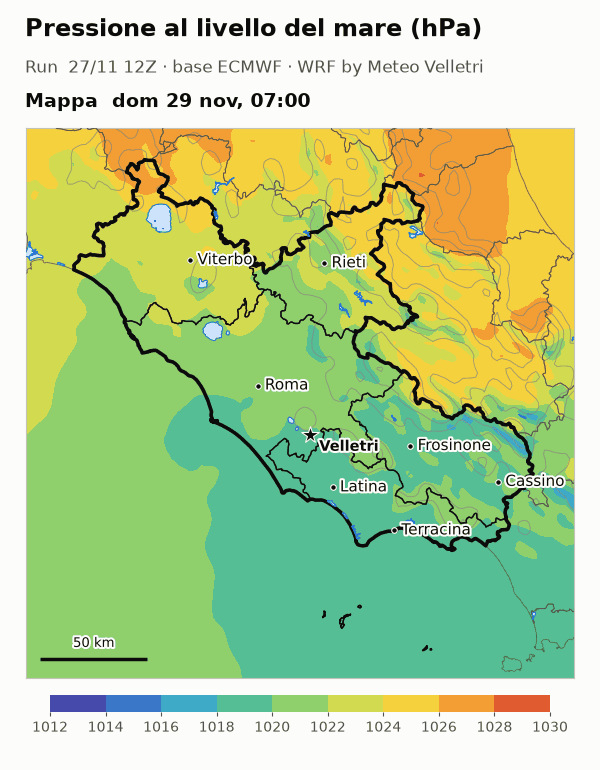 Pressione al livello del mare (hPa)
Run  27/11 12Z · base ECMWF · WRF by Meteo Velletri
Mappa  dom 29 nov, 07:00
Viterbo
Rieti
Roma
Velletri
Frosinone
Cassino
Latina
Terracina
50 km
1012 1014 1016 1018 1020 1022 1024 1026 1028 1030